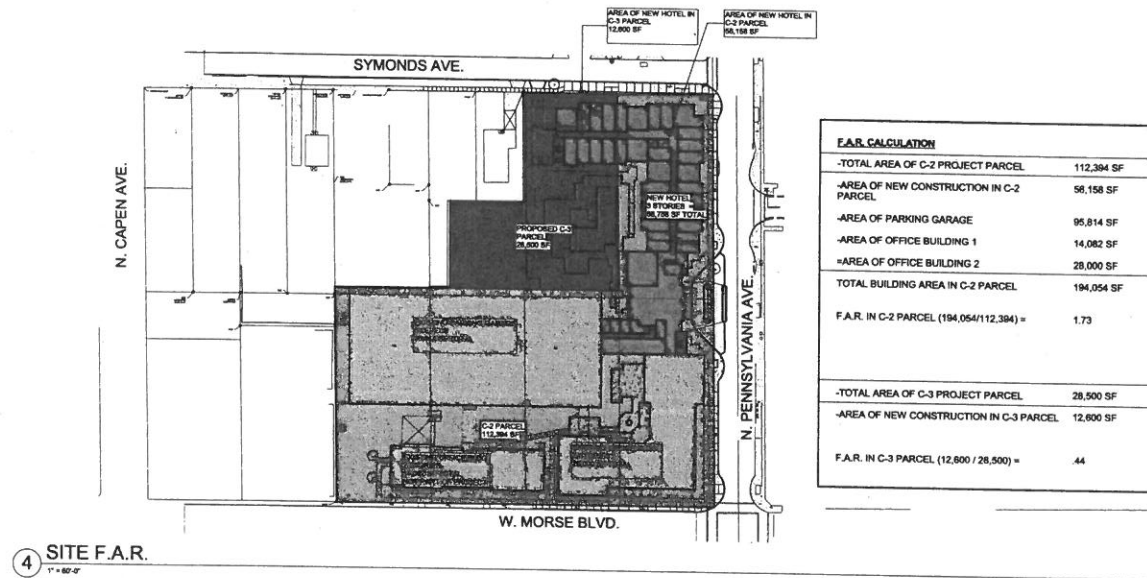 AREA OF NEW HOTEL IN
C-3 PARCEL
12,600 SF
AREA OF NEW HOTEL IN
C-2 PARCEL
56,158 SF
SYMONDS AVE.
N. CAPEN AVE.
NEW HOTEL
3 STORIES =
68,758 SF TOTAL
PROPOSED C-3
PARCEL
28,500 SF
N. PENNSYLVANIA AVE.
C-2 PARCEL
112,394 SF
W. MORSE BLVD.
F.A.R. CALCULATION
-TOTAL AREA OF C-2 PROJECT PARCEL 112,394 SF
-AREA OF NEW CONSTRUCTION IN C-2 56,158 SF
PARCEL
-AREA OF PARKING GARAGE 95,814 SF
-AREA OF OFFICE BUILDING 1 14,082 SF
=AREA OF OFFICE BUILDING 2 28,000 SF
TOTAL BUILDING AREA IN C-2 PARCEL 194,054 SF
F.A.R. IN C-2 PARCEL (194,054/112,394) = 1.73
-TOTAL AREA OF C-3 PROJECT PARCEL 28,500 SF
-AREA OF NEW CONSTRUCTION IN C-3 PARCEL 12,600 SF
F.A.R. IN C-3 PARCEL (12,600 / 28,500) = .44
4 SITE F.A.R.
1" = 60'-0"